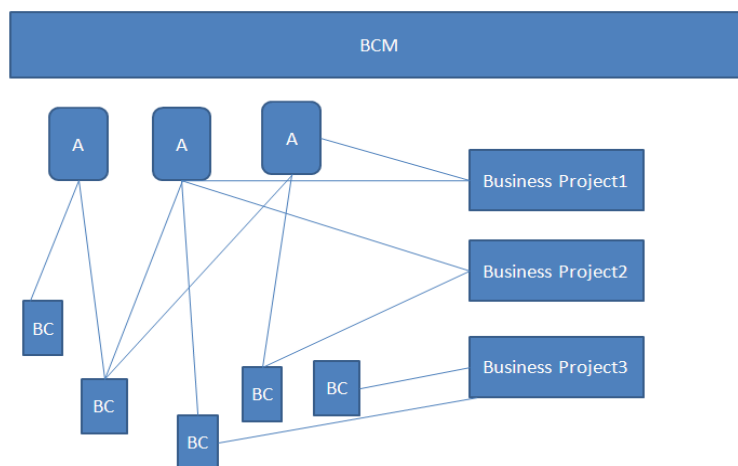 BCM
A
A
A
Business Project1
Business Project2
BC
Business Project3
BC
BC
BC
BC